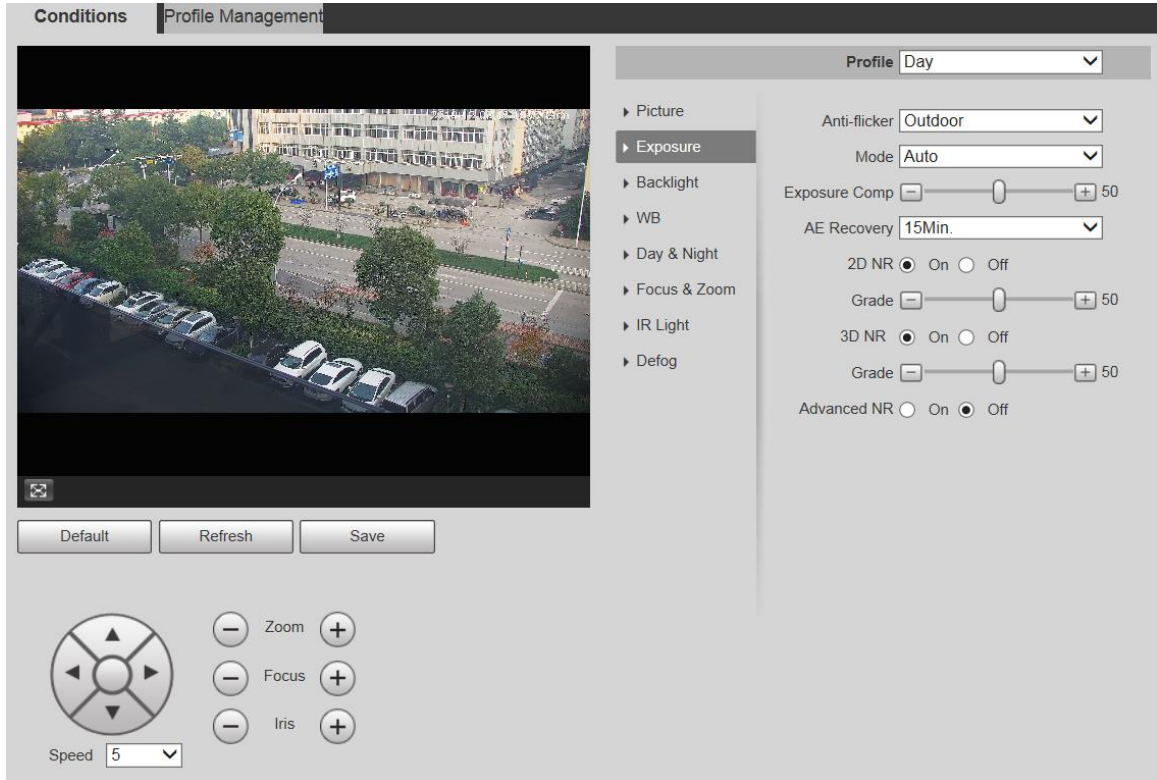 Conditions
Profile Management
Profile Day
Picture
Exposure
Backlight
WB
Day & Night
Focus & Zoom
IR Light
Defog
Anti-flicker Outdoor
Mode Auto
Exposure Comp 50
AE Recovery 15Min.
2D NR On Off
Grade 50
3D NR On Off
Grade 50
Advanced NR On Off
Default Refresh Save
Zoom
Focus
Iris
Speed 5